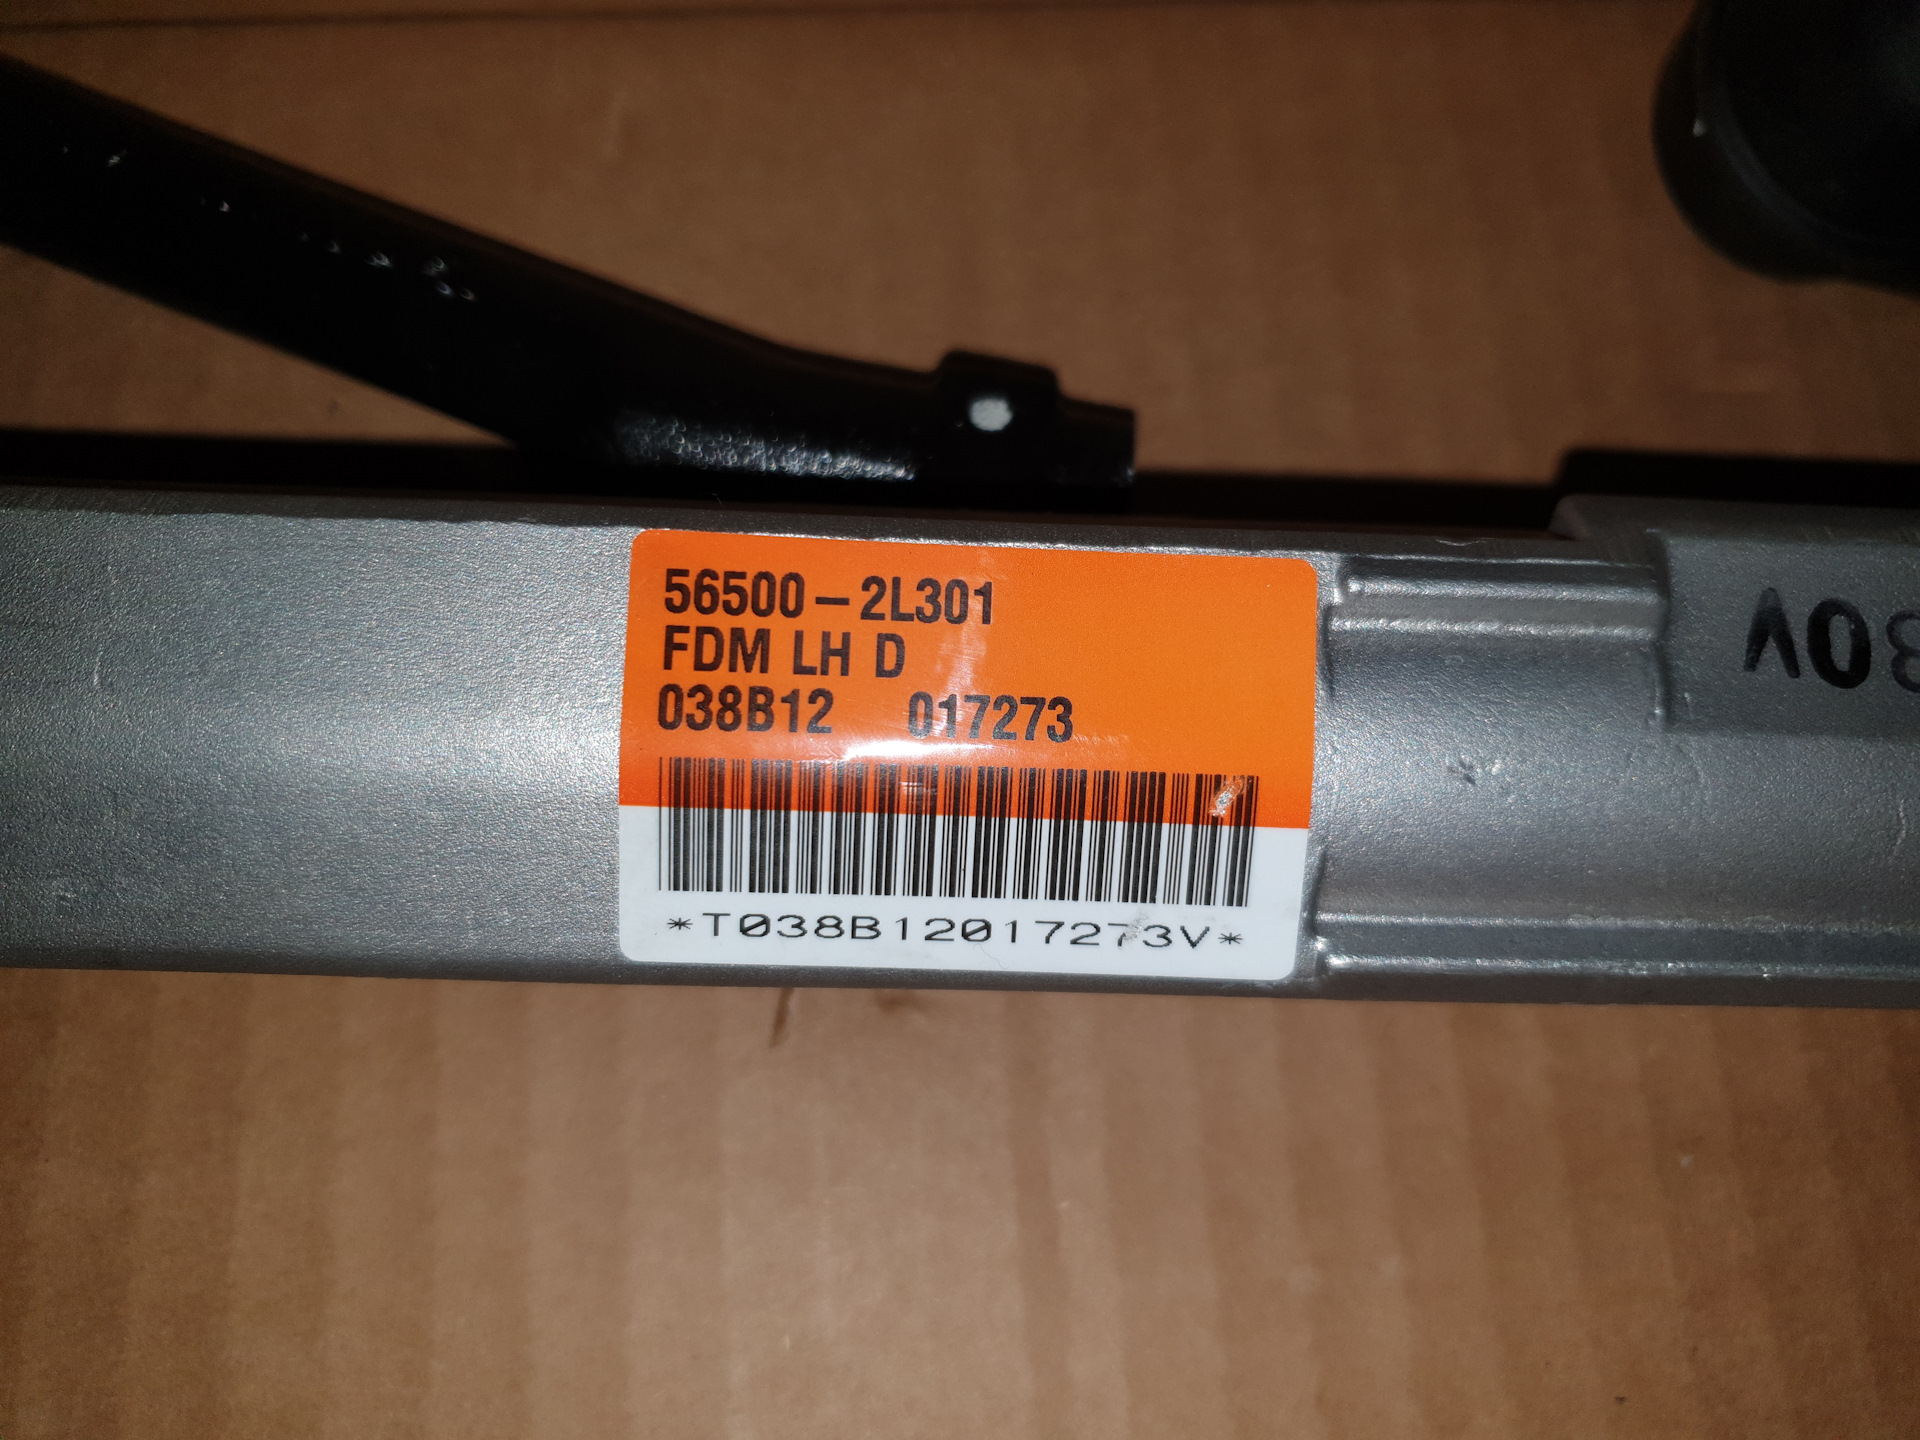 56500-2L301
FDM LH D
038B12 017273
*T038B12017273V*